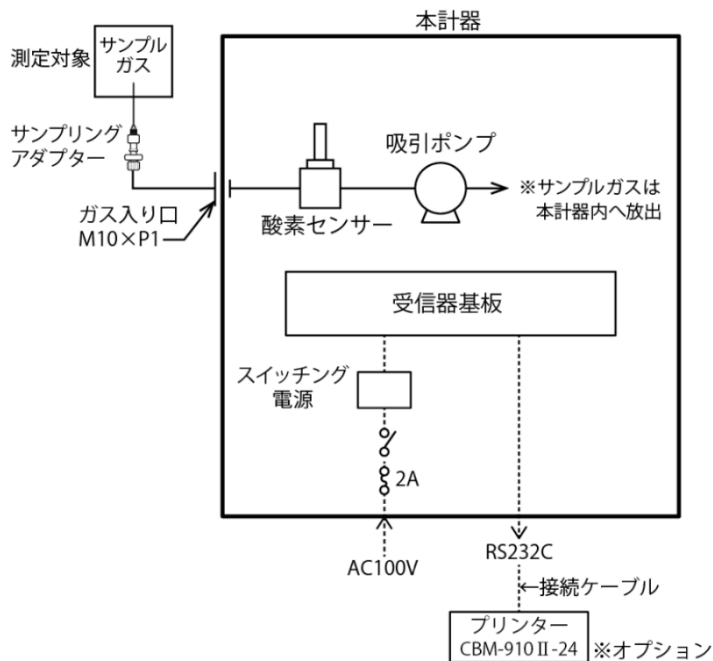 本計器
サンプル
ガス
測定対象
サンプリング
アダプター
ガス入り口
M10×P1
酸素センサー
吸引ポンプ
※サンプルガスは
本計器内へ放出
受信器基板
スイッチング
電源
2A
AC100V
RS232C
←接続ケーブル
プリンター
CBM-910Ⅱ-24
※オプション